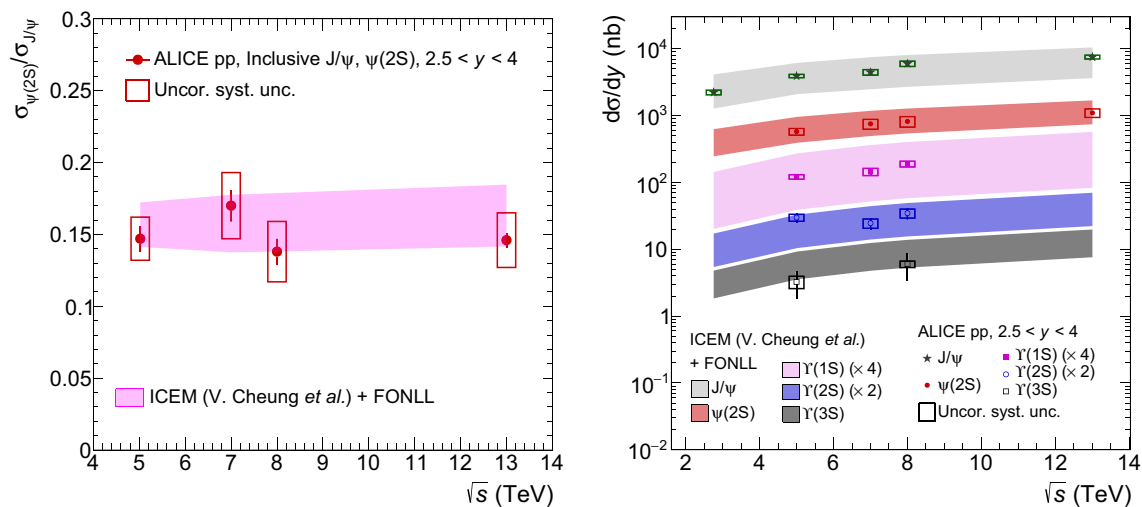 σψ(2S)/σJ/ψ
0.3
0.25
0.2
0.15
0.1
0.05
0
ALICE pp, Inclusive J/ψ, ψ(2S), 2.5 < y < 4
Uncor. syst. unc.
ICEM (V. Cheung et al.) + FONLL
4 5 6 7 8 9 10 11 12 13 14
√s (TeV)
dσ/dy (nb)
10⁴
10³
10²
10
1
10⁻¹
10⁻²
ICEM (V. Cheung et al.)
+ FONLL
J/ψ
ψ(2S)
ϒ(1S) (× 4)
ϒ(2S) (× 2)
ϒ(3S)
ALICE pp, 2.5 < y < 4
J/ψ
ψ(2S)
ϒ(1S) (× 4)
ϒ(2S) (× 2)
ϒ(3S)
Uncor. syst. unc.
2 4 6 8 10 12 14
√s (TeV)